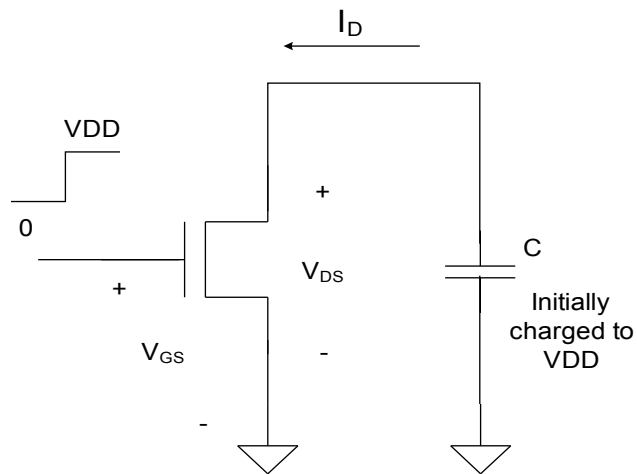 I_D
VDD
0
+
+
V_GS
-
V_DS
-
C
Initially
charged to
VDD